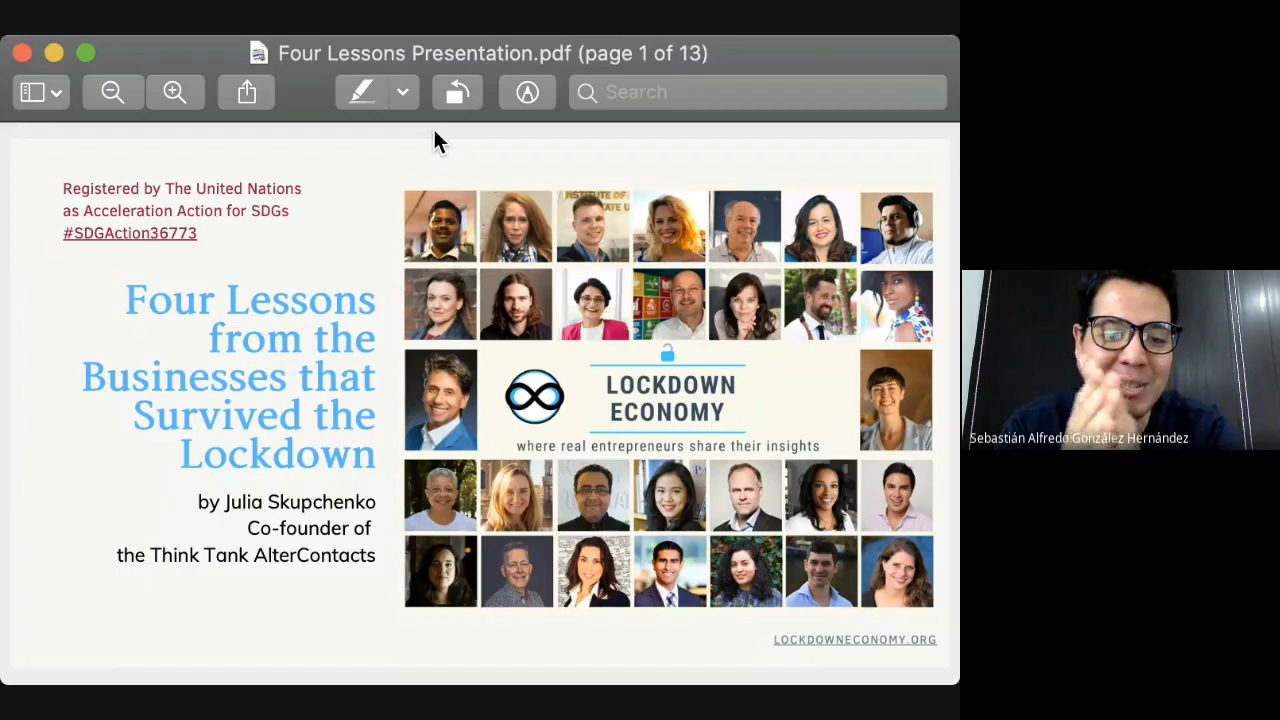 Four Lessons Presentation.pdf (page 1 of 13)
Search
Registered by The United Nations
as Acceleration Action for SDGs
#SDGAction36773
Four Lessons
from the
Businesses that
Survived the
Lockdown
by Julia Skupchenko
Co-founder of
the Think Tank AlterContacts
LOCKDOWN
ECONOMY
where real entrepreneurs share their insights
LOCKDOWNECONOMY.ORG
Sebastián Alfredo González Hernández